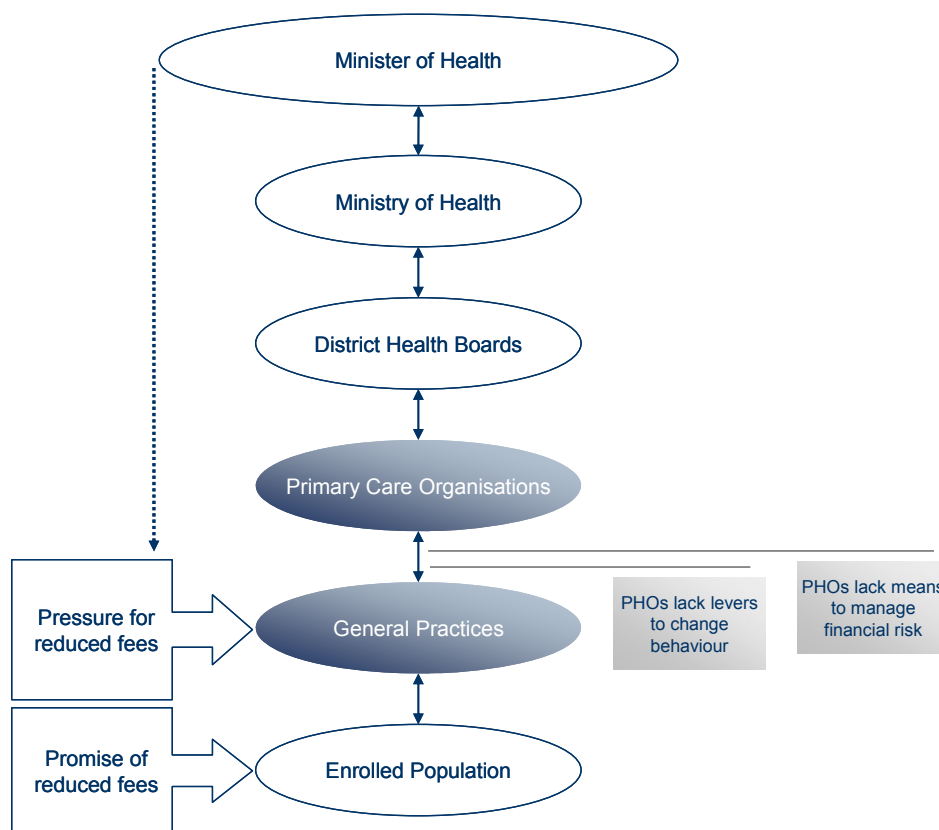 Minister of Health
Ministry of Health
District Health Boards
Primary Care Organisations
Pressure for
reduced fees
General Practices
PHOs lack levers
to change
behaviour
PHOs lack means
to manage
financial risk
Promise of
reduced fees
Enrolled Population